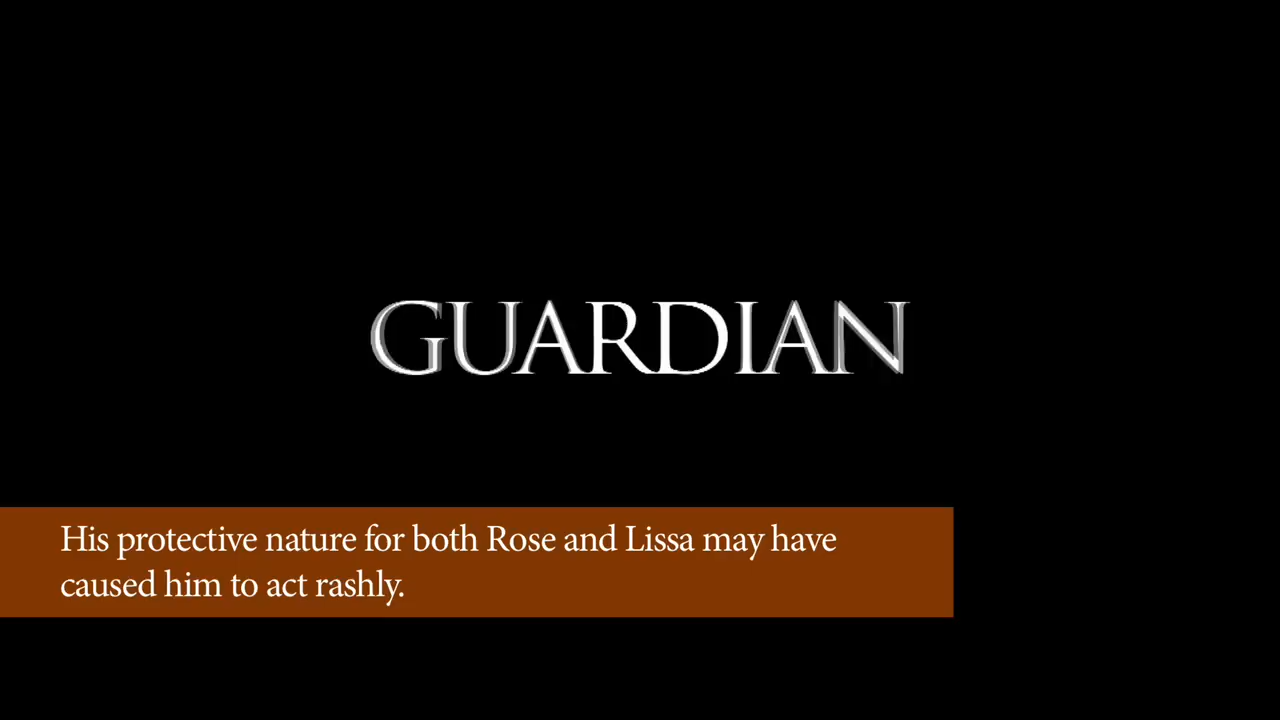 GUARDIAN
His protective nature for both Rose and Lissa may have
caused him to act rashly.